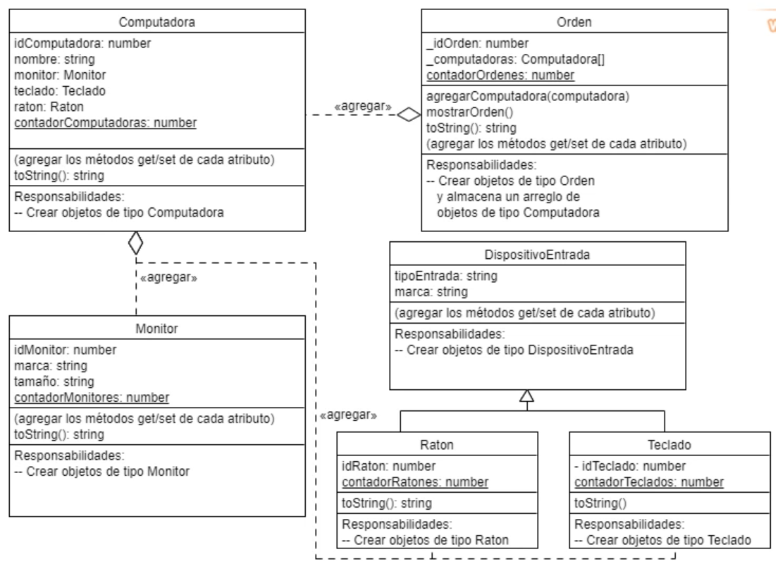 Computadora
idComputadora: number
nombre: string
monitor: Monitor
teclado: Teclado
raton: Raton
contadorComputadoras: number
(agregar los métodos get/set de cada atributo)
toString(): string
Responsabilidades:
-- Crear objetos de tipo Computadora
«agregar»
Orden
_idOrden: number
_computadoras: Computadora[]
contadorOrdenes: number
agregarComputadora(computadora)
mostrarOrden()
toString(): string
(agregar los métodos get/set de cada atributo)
Responsabilidades:
-- Crear objetos de tipo Orden
y almacena un arreglo de
objetos de tipo Computadora
«agregar»
Monitor
idMonitor: number
marca: string
tamaño: string
contadorMonitores: number
(agregar los métodos get/set de cada atributo)
toString(): string
Responsabilidades:
-- Crear objetos de tipo Monitor
DispositivoEntrada
tipoEntrada: string
marca: string
(agregar los métodos get/set de cada atributo)
Responsabilidades:
-- Crear objetos de tipo DispositivoEntrada
«agregar»
Raton
idRaton: number
contadorRatones: number
toString(): string
Responsabilidades:
-- Crear objetos de tipo Raton
Teclado
- idTeclado: number
contadorTeclados: number
toString()
Responsabilidades:
-- Crear objetos de tipo Teclado